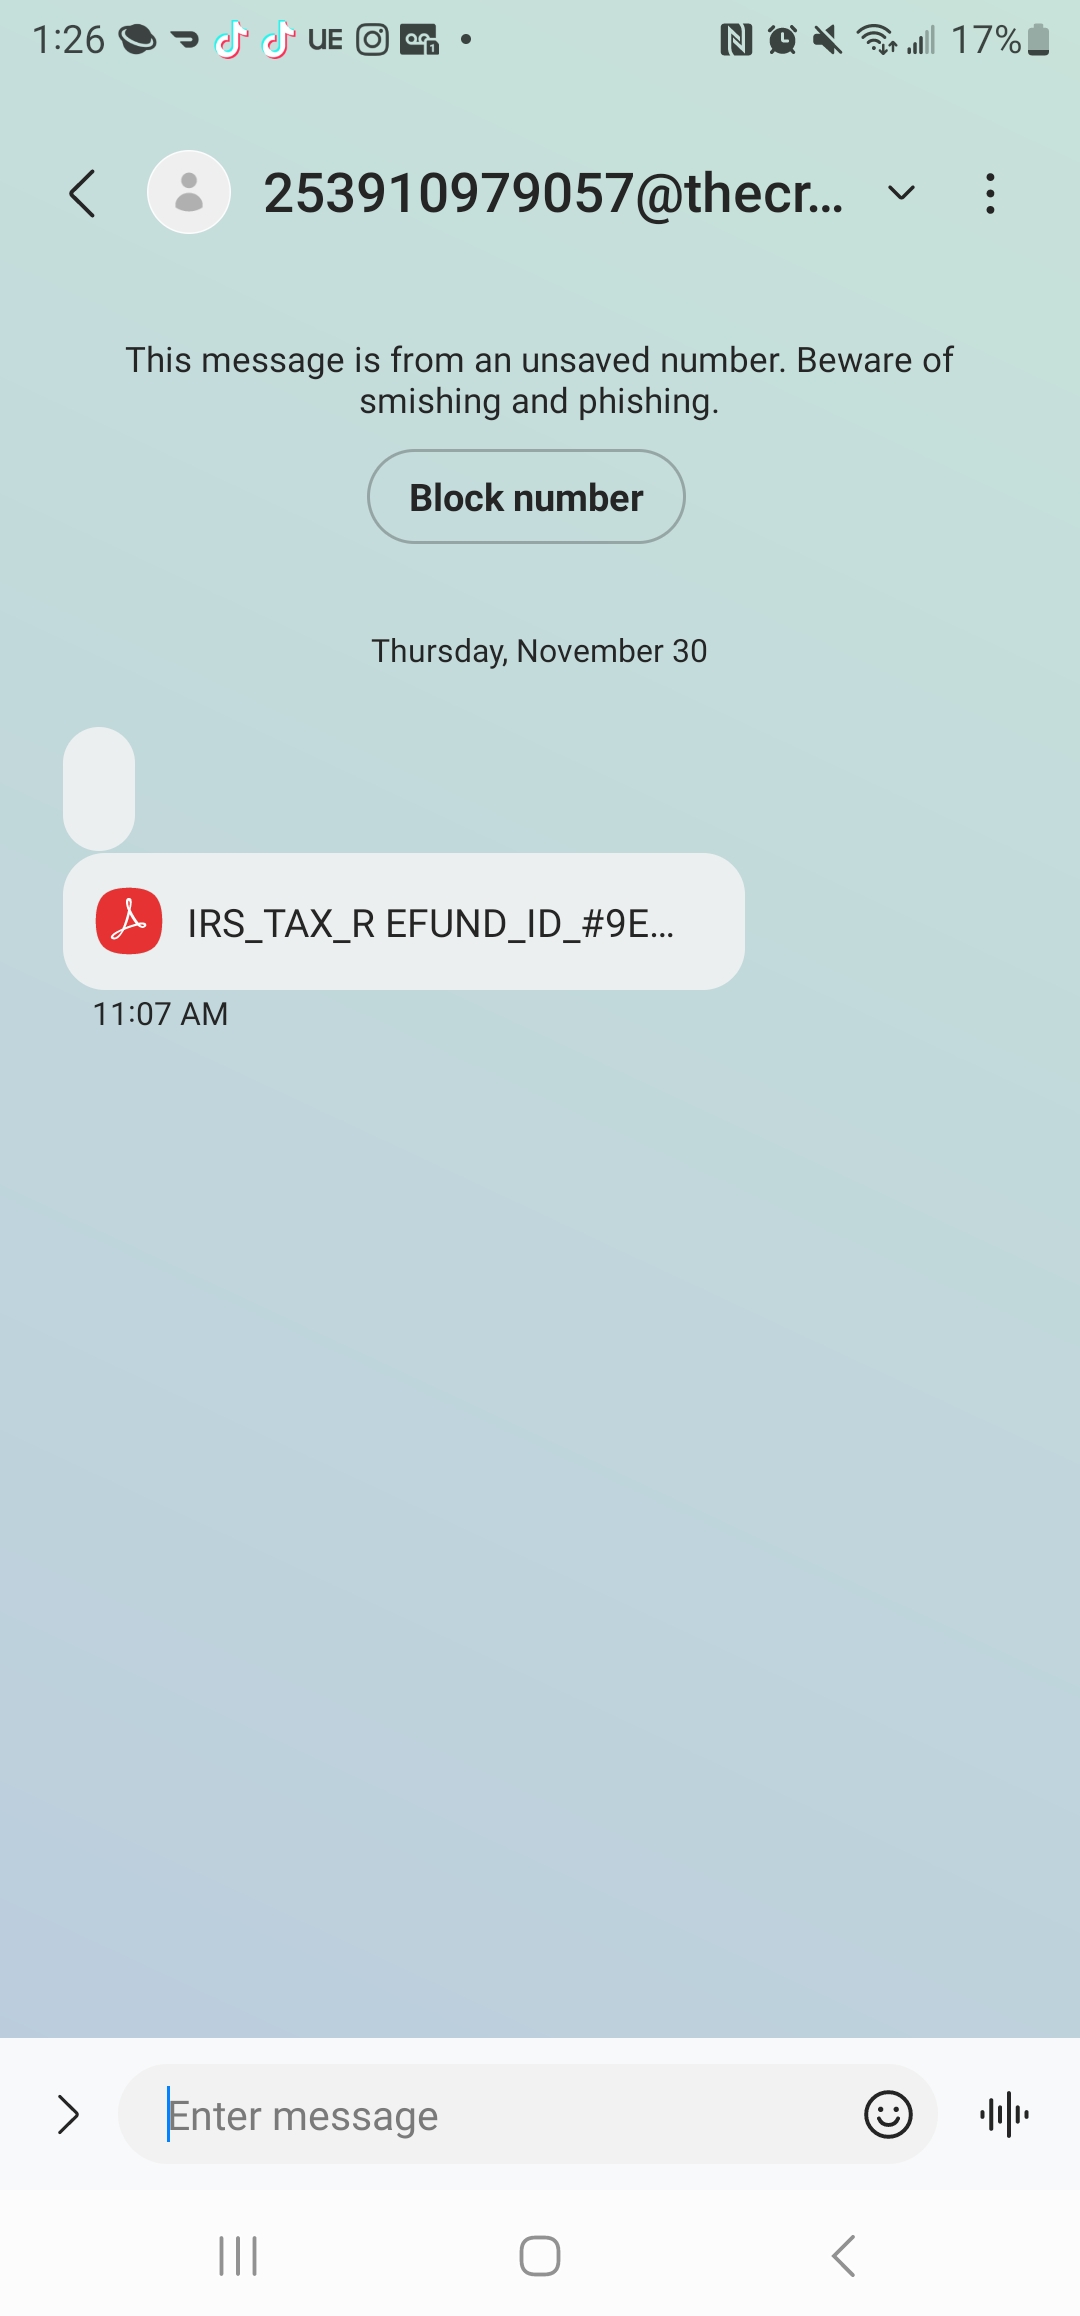 1:26 UE 17%
253910979057@thecr...
This message is from an unsaved number. Beware of
smishing and phishing.
Block number
Thursday, November 30
IRS_TAX_R EFUND_ID_#9E...
11:07 AM
Enter message